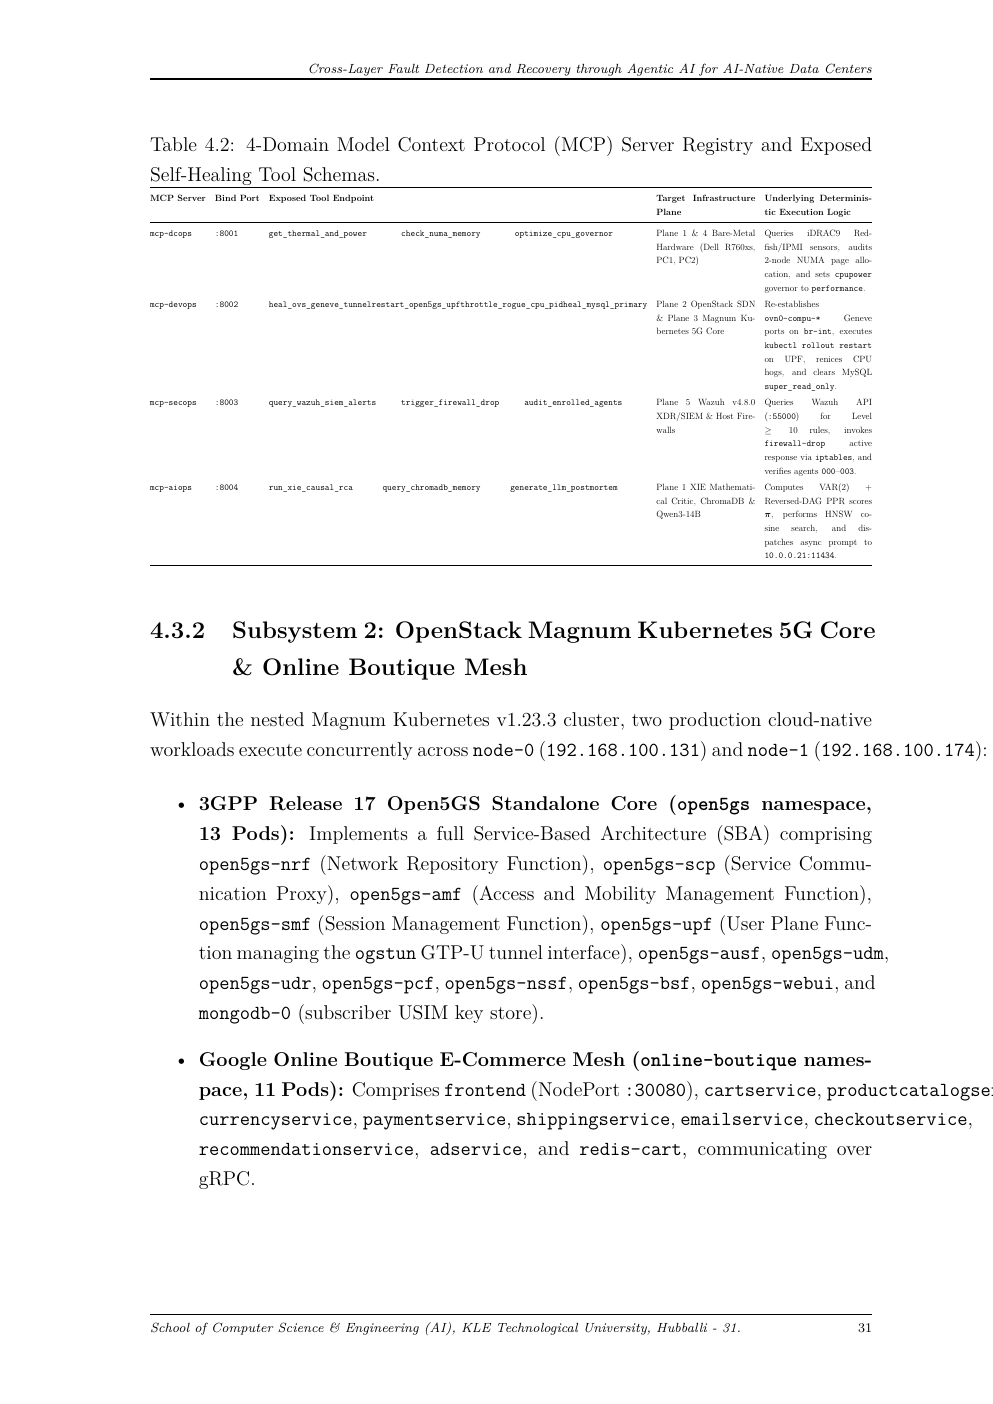 Cross-Layer Fault Detection and Recovery through Agentic AI for AI-Native Data Centers
Table 4.2: 4-Domain Model Context Protocol (MCP) Server Registry and Exposed
Self-Healing Tool Schemas.
MCP Server Bind Port Exposed Tool Endpoint Target Infrastructure Plane Underlying Determinis-
tic Execution Logic
mcp-dcops :8001 get_thermal_and_power check_numa_memory optimize_cpu_governor
Plane 1 & 4 Bare-Metal
Hardware (Dell R760xs,
PC1, PC2)
Queries iDRAC9 Red-
fish/IPMI sensors, audits
2-node NUMA page allo-
cation, and sets cpupower
governor to performance.
mcp-devops :8002 heal_ovs_geneve_tunnelrestart_open5gs_upfthrottle_rogue_cpu_pidheal_mysql_primary
Plane 2 OpenStack SDN
& Plane 3 Magnum Ku-
bernetes 5G Core
Re-establishes
ovn0-compu-* Geneve
ports on br-int, executes
kubectl rollout restart
on UPF, renices CPU
hogs, and clears MySQL
super_read_only.
mcp-secops :8003 query_wazuh_siem_alerts trigger_firewall_drop audit_enrolled_agents
Plane 5 Wazuh v4.8.0
XDR/SIEM & Host Fire-
walls
Queries Wazuh API
(:55000) for Level
≥ 10 rules, invokes
firewall-drop active
response via iptables, and
verifies agents 000–003.
mcp-aiops :8004 run_xie_causal_rca query_chromadb_memory generate_llm_postmortem
Plane 1 XIE Mathemati-
cal Critic, ChromaDB &
Qwen3-14B
Computes VAR(2) +
Reversed-DAG PPR scores
π, performs HNSW co-
sine search, and dis-
patches async prompt to
10.0.0.21:11434.
4.3.2 Subsystem 2: OpenStack Magnum Kubernetes 5G Core
& Online Boutique Mesh
Within the nested Magnum Kubernetes v1.23.3 cluster, two production cloud-native
workloads execute concurrently across node-0 (192.168.100.131) and node-1 (192.168.100.174):
• 3GPP Release 17 Open5GS Standalone Core (open5gs namespace,
13 Pods): Implements a full Service-Based Architecture (SBA) comprising
open5gs-nrf (Network Repository Function), open5gs-scp (Service Commu-
nication Proxy), open5gs-amf (Access and Mobility Management Function),
open5gs-smf (Session Management Function), open5gs-upf (User Plane Func-
tion managing the ogstun GTP-U tunnel interface), open5gs-ausf, open5gs-udm,
open5gs-udr, open5gs-pcf, open5gs-nssf, open5gs-bsf, open5gs-webui, and
mongodb-0 (subscriber USIM key store).
• Google Online Boutique E-Commerce Mesh (online-boutique names-
pace, 11 Pods): Comprises frontend (NodePort :30080), cartservice,
currencyservice, paymentservice, shippingservice, emailservice, checkoutservice,
recommendationservice, adservice, and redis-cart, communicating over
gRPC.
School of Computer Science & Engineering (AI), KLE Technological University, Hubballi - 31. 31